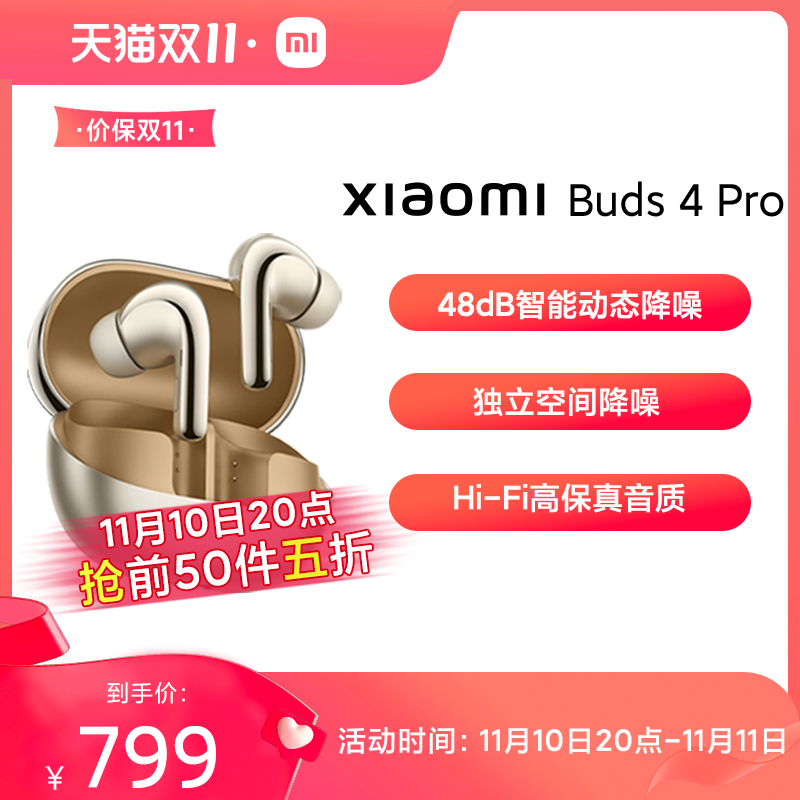 天猫双11·mi
·价保双11·
xiaomi Buds 4 Pro
48dB智能动态降噪
独立空间降噪
Hi-Fi高保真音质
11月10日20点
抢前50件五折
到手价:
¥799
活动时间: 11月10日20点-11月11日